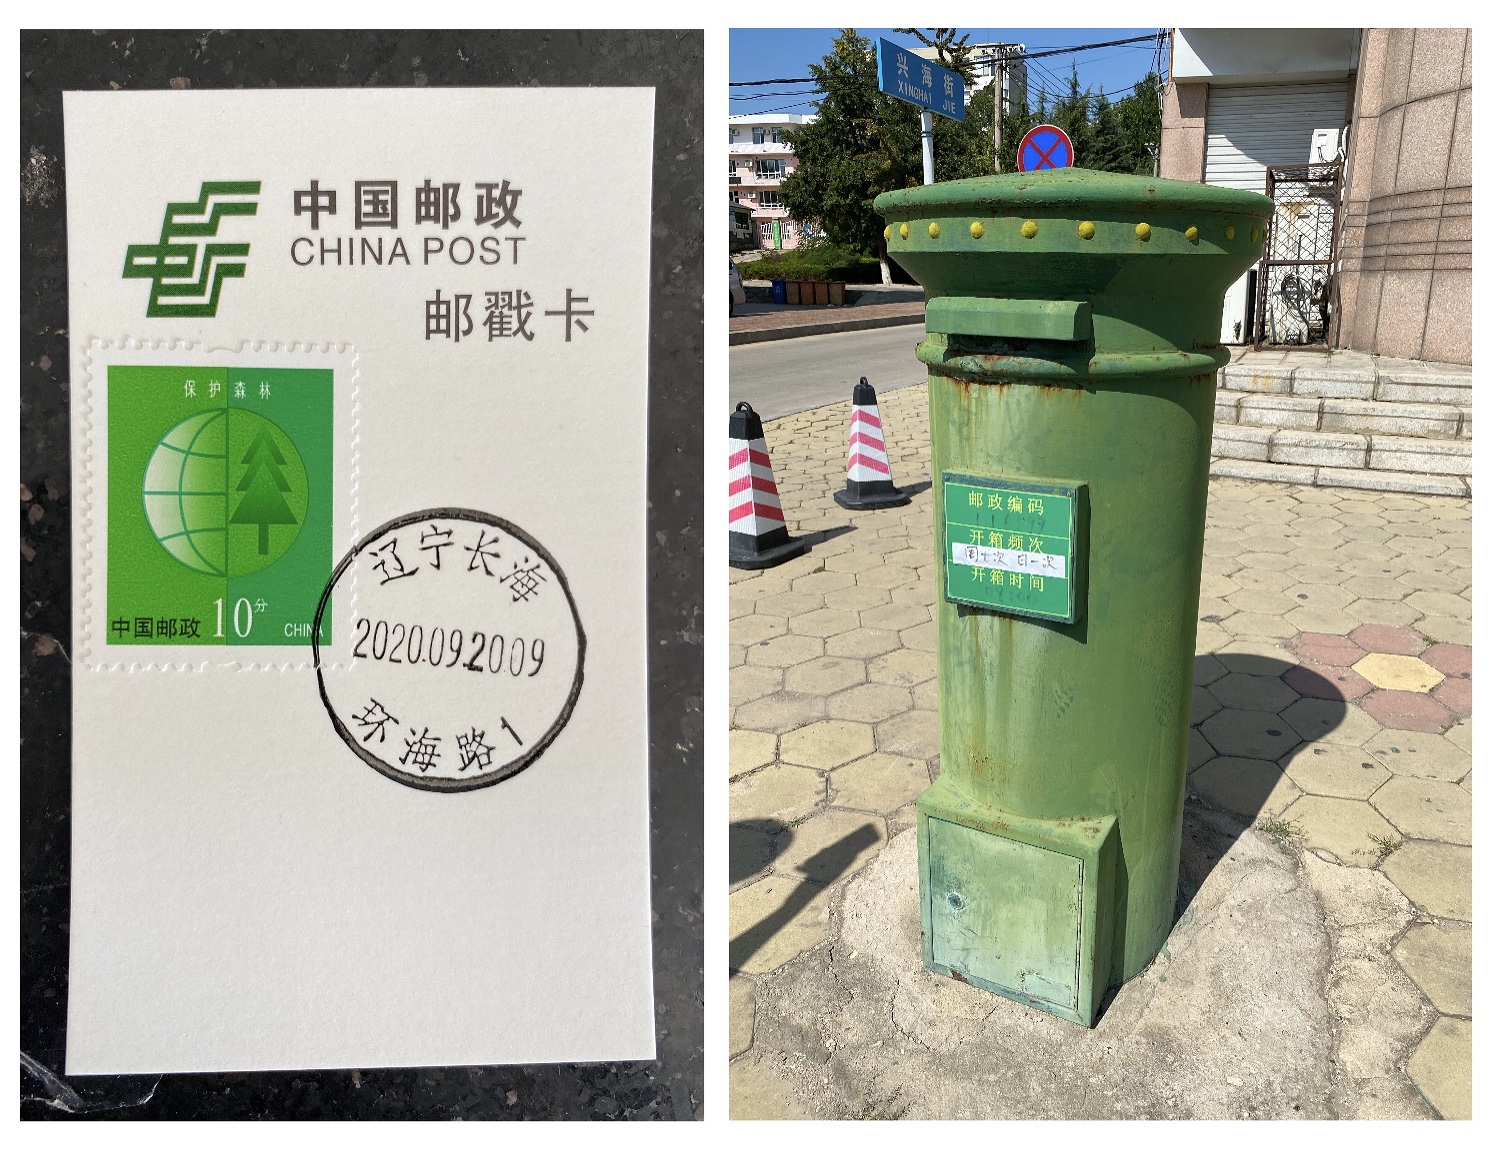 中国邮政
CHINA POST
邮戳卡
保护森林
中国邮政 10分 CHINA
辽宁长海
2020.09.20 09
环海路1
兴海街
XINGHAI JIE
邮政编码
开箱频次
周七次 日一次
开箱时间